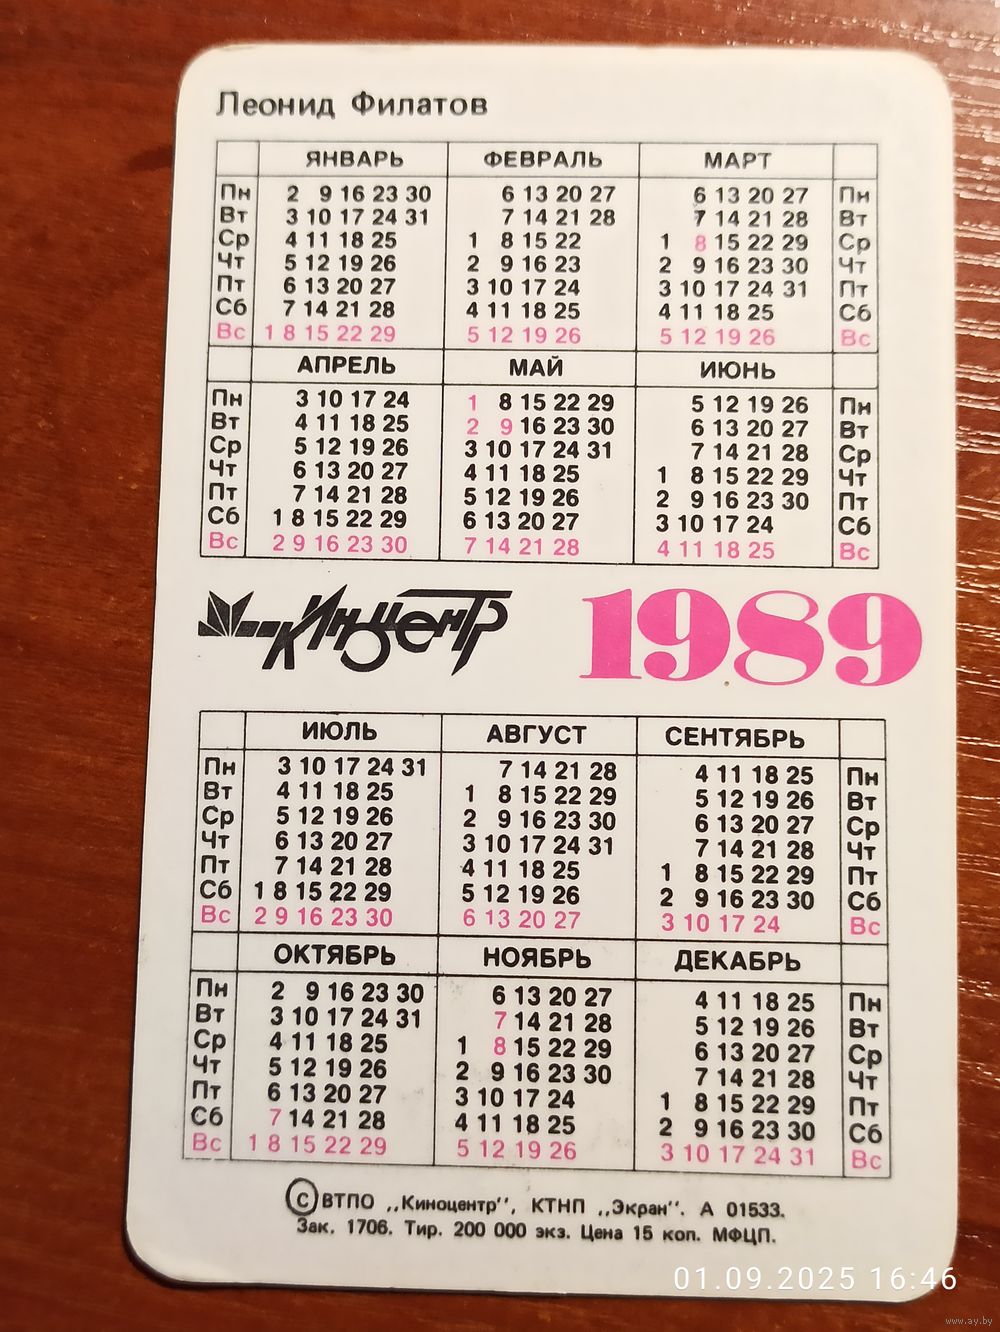 Леонид Филатов
ЯНВАРЬ ФЕВРАЛЬ МАРТ
Пн 2 9 16 23 30 6 13 20 27 6 13 20 27 Пн
Вт 3 10 17 24 31 7 14 21 28 7 14 21 28 Вт
Ср 4 11 18 25 1 8 15 22 1 8 15 22 29 Ср
Чт 5 12 19 26 2 9 16 23 2 9 16 23 30 Чт
Пт 6 13 20 27 3 10 17 24 3 10 17 24 31 Пт
Сб 7 14 21 28 4 11 18 25 4 11 18 25 Сб
Вс 1 8 15 22 29 5 12 19 26 5 12 19 26 Вс
АПРЕЛЬ МАЙ ИЮНЬ
Пн 3 10 17 24 1 8 15 22 29 5 12 19 26 Пн
Вт 4 11 18 25 2 9 16 23 30 6 13 20 27 Вт
Ср 5 12 19 26 3 10 17 24 31 7 14 21 28 Ср
Чт 6 13 20 27 4 11 18 25 1 8 15 22 29 Чт
Пт 7 14 21 28 5 12 19 26 2 9 16 23 30 Пт
Сб 1 8 15 22 29 6 13 20 27 3 10 17 24 Сб
Вс 2 9 16 23 30 7 14 21 28 4 11 18 25 Вс
Киноцентр 1989
ИЮЛЬ АВГУСТ СЕНТЯБРЬ
Пн 3 10 17 24 31 7 14 21 28 4 11 18 25 Пн
Вт 4 11 18 25 1 8 15 22 29 5 12 19 26 Вт
Ср 5 12 19 26 2 9 16 23 30 6 13 20 27 Ср
Чт 6 13 20 27 3 10 17 24 31 7 14 21 28 Чт
Пт 7 14 21 28 4 11 18 25 1 8 15 22 29 Пт
Сб 1 8 15 22 29 5 12 19 26 2 9 16 23 30 Сб
Вс 2 9 16 23 30 6 13 20 27 3 10 17 24 Вс
ОКТЯБРЬ НОЯБРЬ ДЕКАБРЬ
Пн 2 9 16 23 30 6 13 20 27 4 11 18 25 Пн
Вт 3 10 17 24 31 7 14 21 28 5 12 19 26 Вт
Ср 4 11 18 25 1 8 15 22 29 6 13 20 27 Ср
Чт 5 12 19 26 2 9 16 23 30 7 14 21 28 Чт
Пт 6 13 20 27 3 10 17 24 1 8 15 22 29 Пт
Сб 7 14 21 28 4 11 18 25 2 9 16 23 30 Сб
Вс 1 8 15 22 29 5 12 19 26 3 10 17 24 31 Вс
©ВТПО ,,Киноцентр'', КТНП ,,Экран''. А 01533.
Зак. 1706. Тир. 200 000 экз. Цена 15 коп. МФЦП.
01.09.2025 16:46
www.ay.by